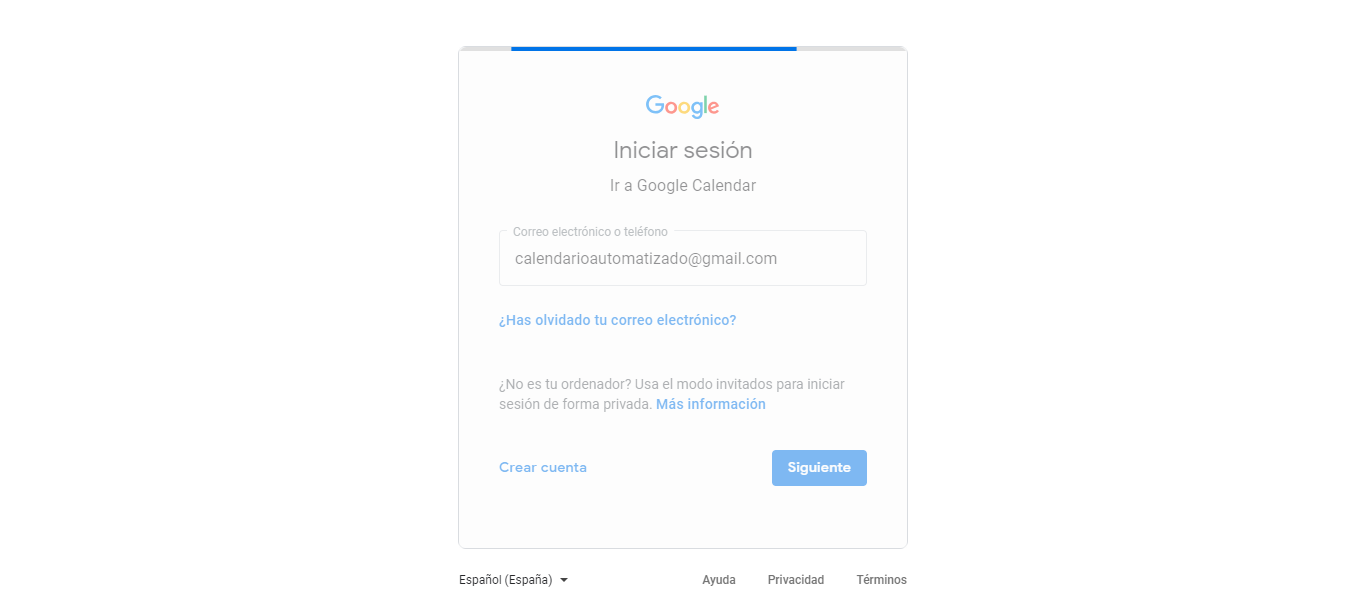 Google
Iniciar sesión
Ir a Google Calendar
Correo electrónico o teléfono
calendarioautomatizado@gmail.com
¿Has olvidado tu correo electrónico?
¿No es tu ordenador? Usa el modo invitados para iniciar
sesión de forma privada. Más información
Crear cuenta
Siguiente
Español (España)
Ayuda
Privacidad
Términos